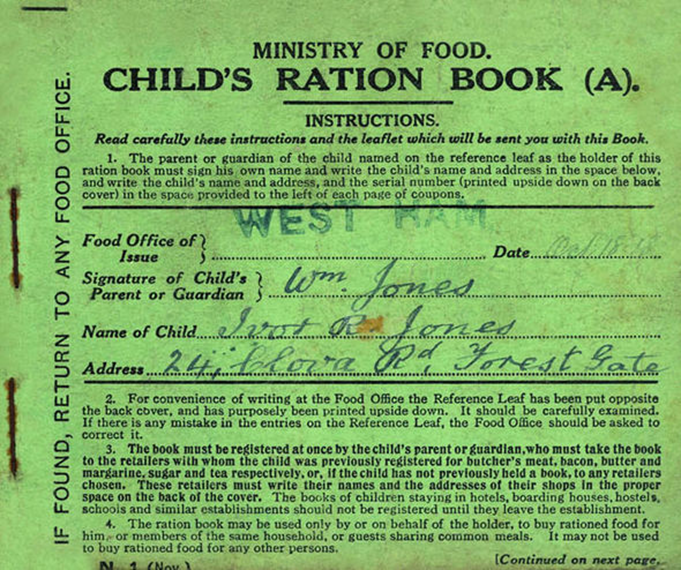 MINISTRY OF FOOD.
CHILD'S RATION BOOK (A).
INSTRUCTIONS.
Read carefully these instructions and the leaflet which will be sent you with this Book.
1. The parent or guardian of the child named on the reference leaf as the holder of this
ration book must sign his own name and write the child's name and address in the space below,
and write the child's name and address, and the serial number (printed upside down on the back
cover) in the space provided to the left of each page of coupons.
WEST HAM
Food Office of Issue } Date
Signature of Child's Parent or Guardian } Wm. Jones
Name of Child Ivor R. Jones
Address 24, Clova Rd, Forest Gate
2. For convenience of writing at the Food Office the Reference Leaf has been put opposite
the back cover, and has purposely been printed upside down. It should be carefully examined.
If there is any mistake in the entries on the Reference Leaf, the Food Office should be asked to
correct it.
3. The book must be registered at once by the child's parent or guardian, who must take the book
to the retailers with whom the child was previously registered for butcher's meat, bacon, butter and
margarine, sugar and tea respectively, or, if the child has not previously held a book, to any retailers
chosen. These retailers must write their names and the addresses of their shops in the proper
space on the back of the cover. The books of children staying in hotels, boarding houses, hostels,
schools and similar establishments should not be registered until they leave the establishment.
4. The ration book may be used only by or on behalf of the holder, to buy rationed food for
him, or members of the same household, or guests sharing common meals. It may not be used
to buy rationed food for any other persons.
[Continued on next page.
N. 1 (Nov.)
IF FOUND, RETURN TO ANY FOOD OFFICE.